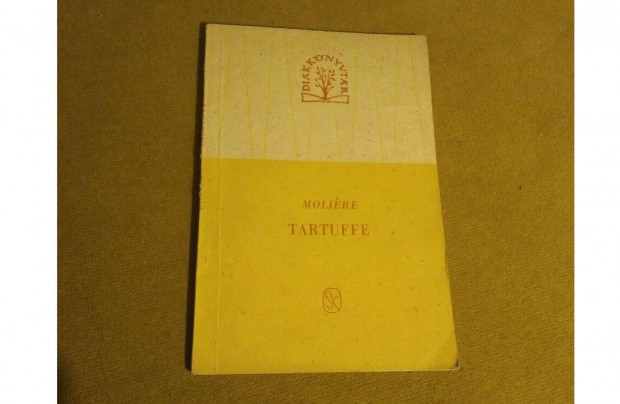 DIÁKKÖNYVTÁR
MOLIÈRE
TARTUFFE
SK